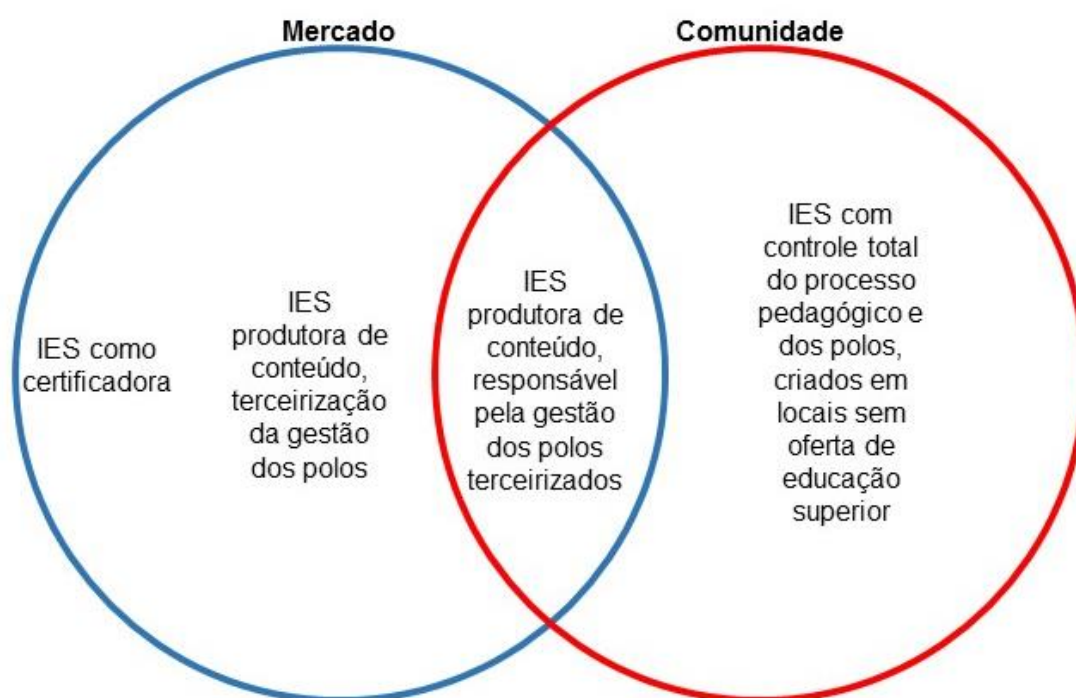 Mercado
Comunidade
IES como
certificadora
IES
produtora de
conteúdo,
terceirização
da gestão
dos polos
IES
produtora de
conteúdo,
responsável
pela gestão
dos polos
terceirizados
IES com
controle total
do processo
pedagógico e
dos polos,
criados em
locais sem
oferta de
educação
superior